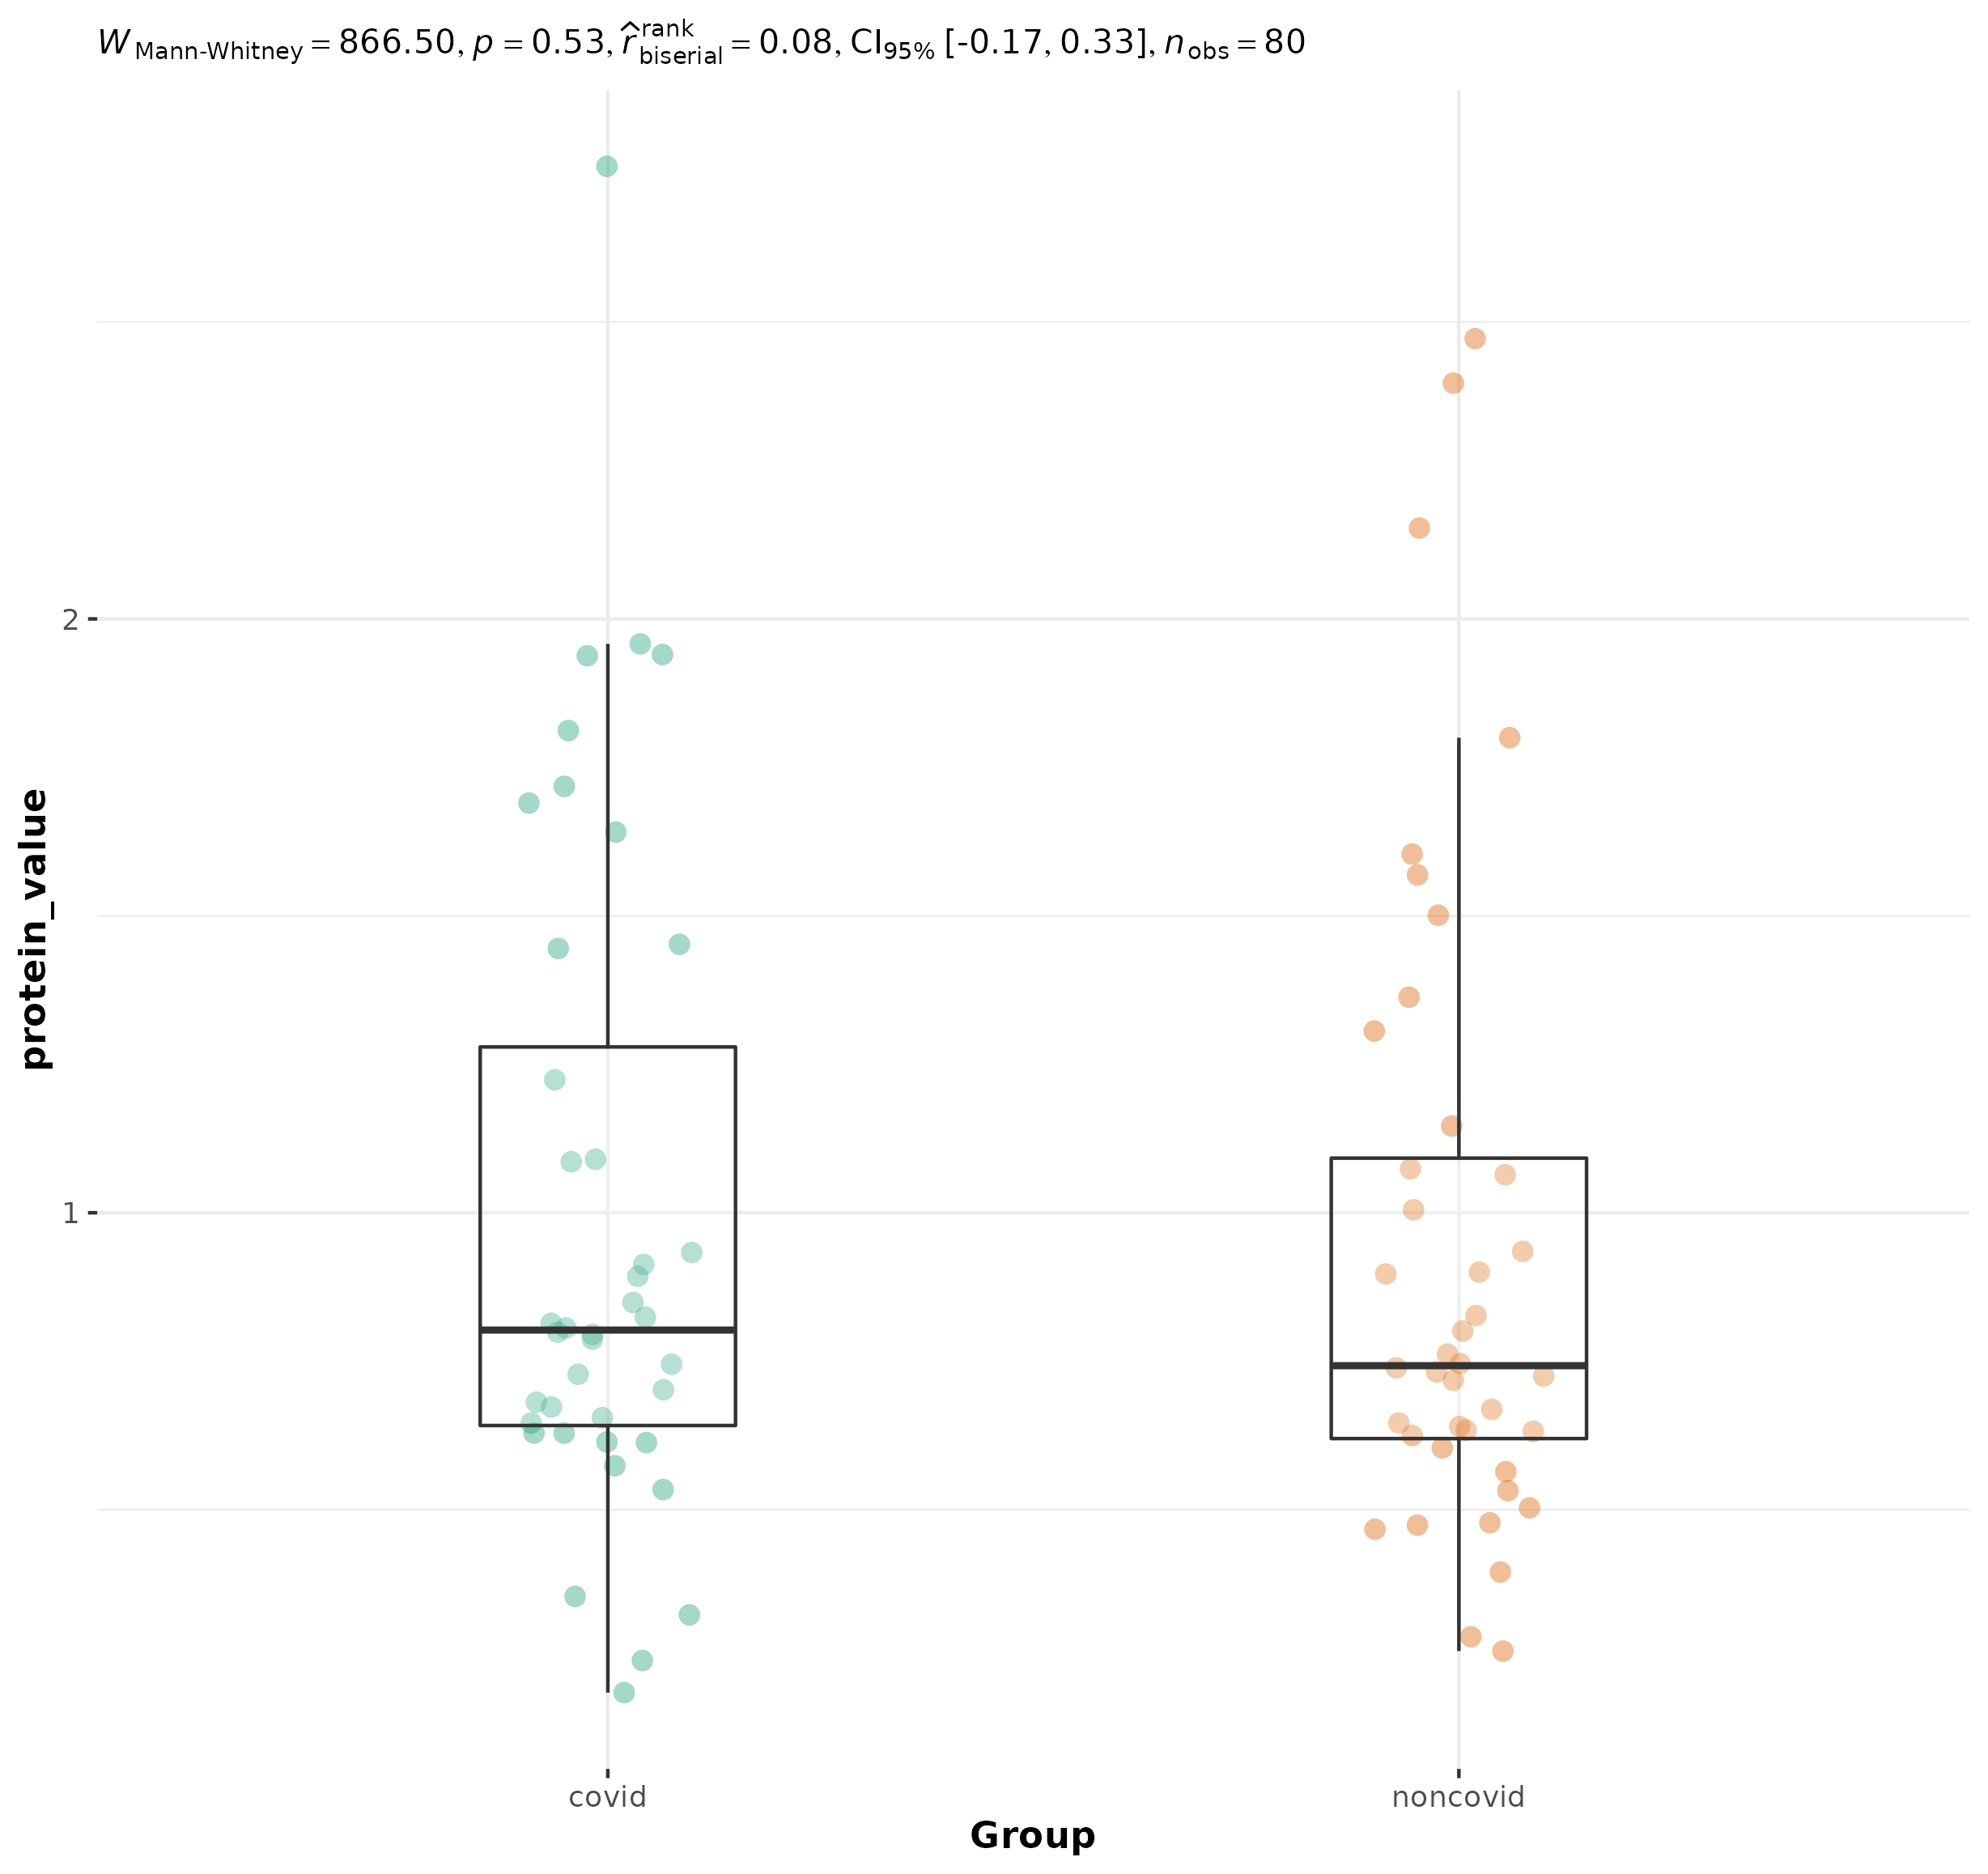 W Mann-Whitney = 866.50, p = 0.53, r̂ rank biserial = 0.08, CI95% [-0.17, 0.33], nobs = 80
protein_value
2
1
covid noncovid
Group